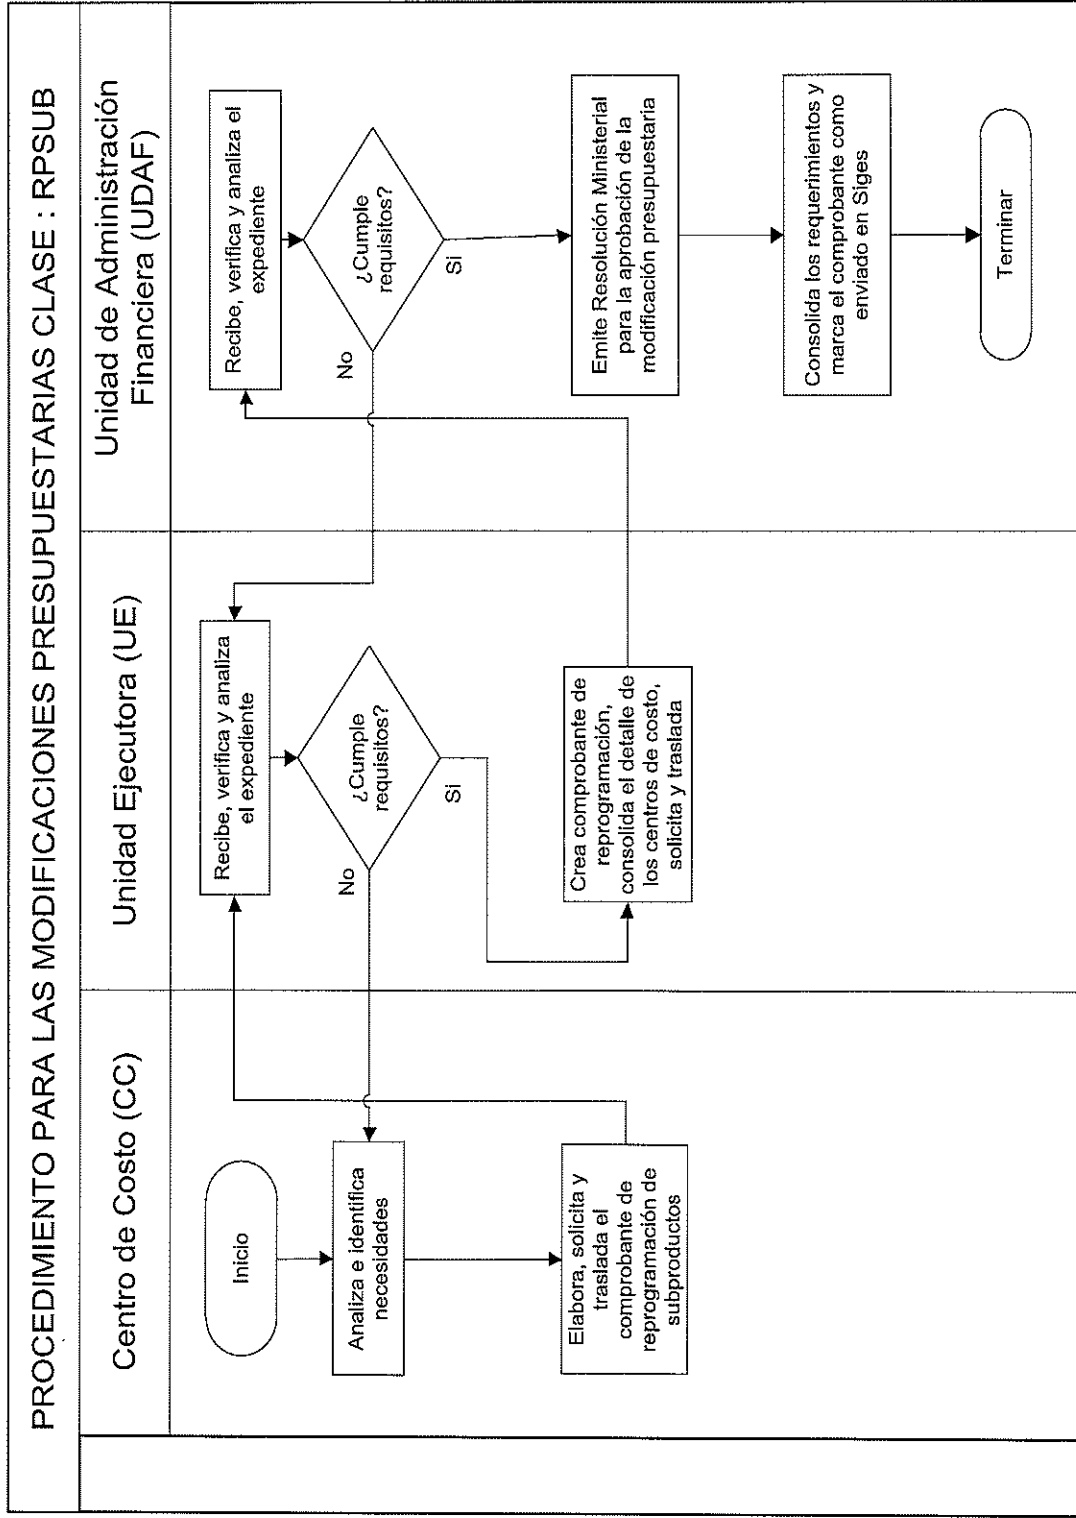 PROCEDIMIENTO PARA LAS MODIFICACIONES PRESUPUESTARIAS CLASE : RPSUB
Centro de Costo (CC)
Unidad Ejecutora (UE)
Unidad de Administración
Financiera (UDAF)
Inicio
Analiza e identifica
necesidades
Elabora, solicita y
traslada el
comprobante de
reprogramación de
subproductos
Recibe, verifica y analiza
el expediente
¿Cumple
requisitos?
No
Si
Crea comprobante de
reprogramación,
consolida el detalle de
los centros de costo,
solicita y traslada
Recibe, verifica y analiza el
expediente
¿Cumple
requisitos?
No
Si
Emite Resolución Ministerial
para la aprobación de la
modificación presupuestaria
Consolida los requerimientos y
marca el comprobante como
enviado en Siges
Terminar